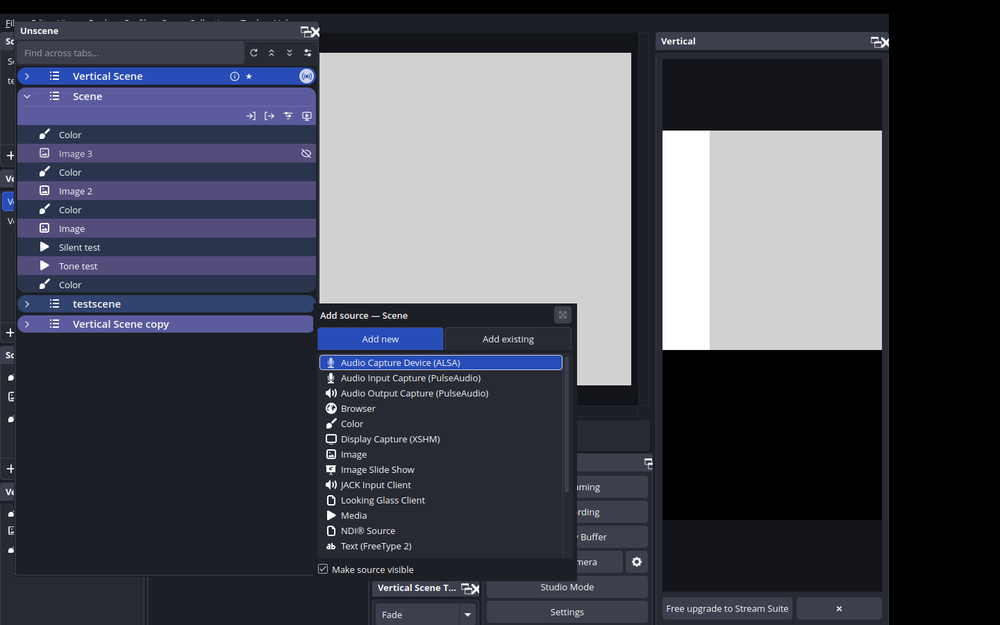 Unscene
Find across tabs...
Vertical Scene
Scene
Color
Image 3
Color
Image 2
Color
Image
Silent test
Tone test
Color
testscene
Vertical Scene copy
Add source — Scene
Add new
Add existing
Audio Capture Device (ALSA)
Audio Input Capture (PulseAudio)
Audio Output Capture (PulseAudio)
Browser
Color
Display Capture (XSHM)
Image
Image Slide Show
JACK Input Client
Looking Glass Client
Media
NDI® Source
Text (FreeType 2)
Make source visible
Vertical Scene T...
Fade
Buffer
Studio Mode
Settings
Vertical
Free upgrade to Stream Suite